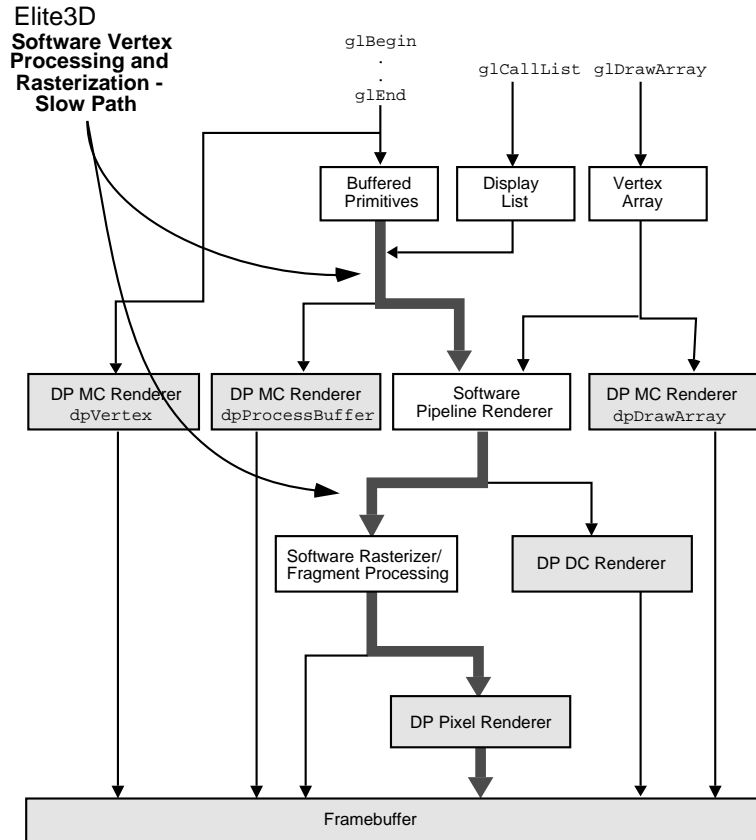 Elite3D
Software Vertex
Processing and
Rasterization -
Slow Path
glBegin
.
.
glEnd
glCallList
glDrawArray
Buffered
Primitives
Display
List
Vertex
Array
DP MC Renderer
dpVertex
DP MC Renderer
dpProcessBuffer
Software
Pipeline Renderer
DP MC Renderer
dpDrawArray
Software Rasterizer/
Fragment Processing
DP DC Renderer
DP Pixel Renderer
Framebuffer